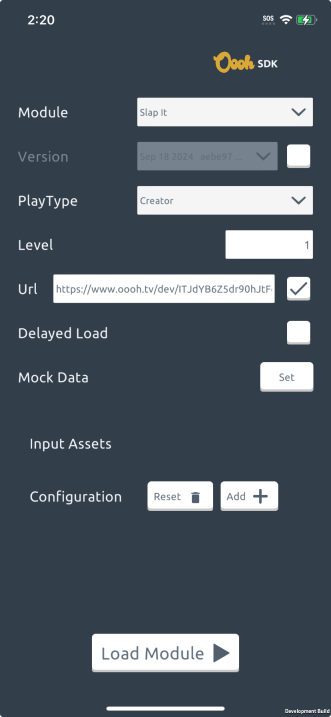 2:20 SOS
Oooh SDK
Module Slap It
Version Sep 18 2024 aebe97 ...
PlayType Creator
Level 1
Url https://www.oooh.tv/dev/ITJdYB6Z5dr90hJtF
Delayed Load
Mock Data Set
Input Assets
Configuration Reset Add
Load Module
Development Build